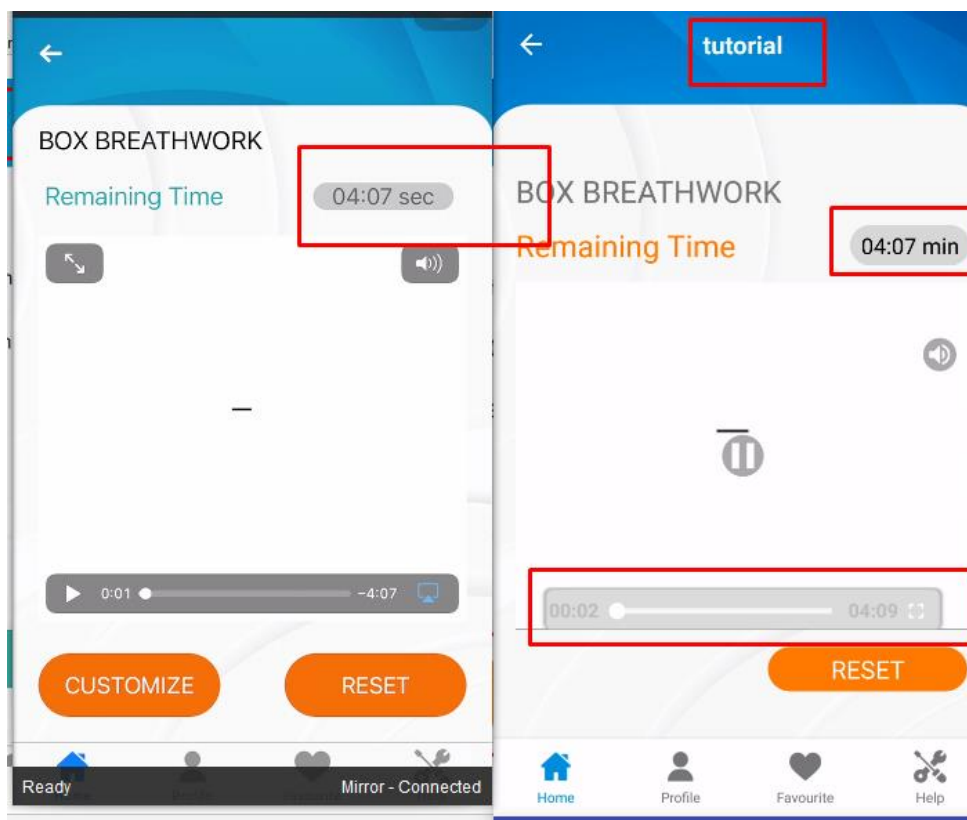 BOX BREATHWORK
Remaining Time
04:07 sec
0:01
-4:07
CUSTOMIZE
RESET
Ready
Mirror - Connected
tutorial
BOX BREATHWORK
Remaining Time
04:07 min
00:02
04:09
RESET
Home
Profile
Favourite
Help